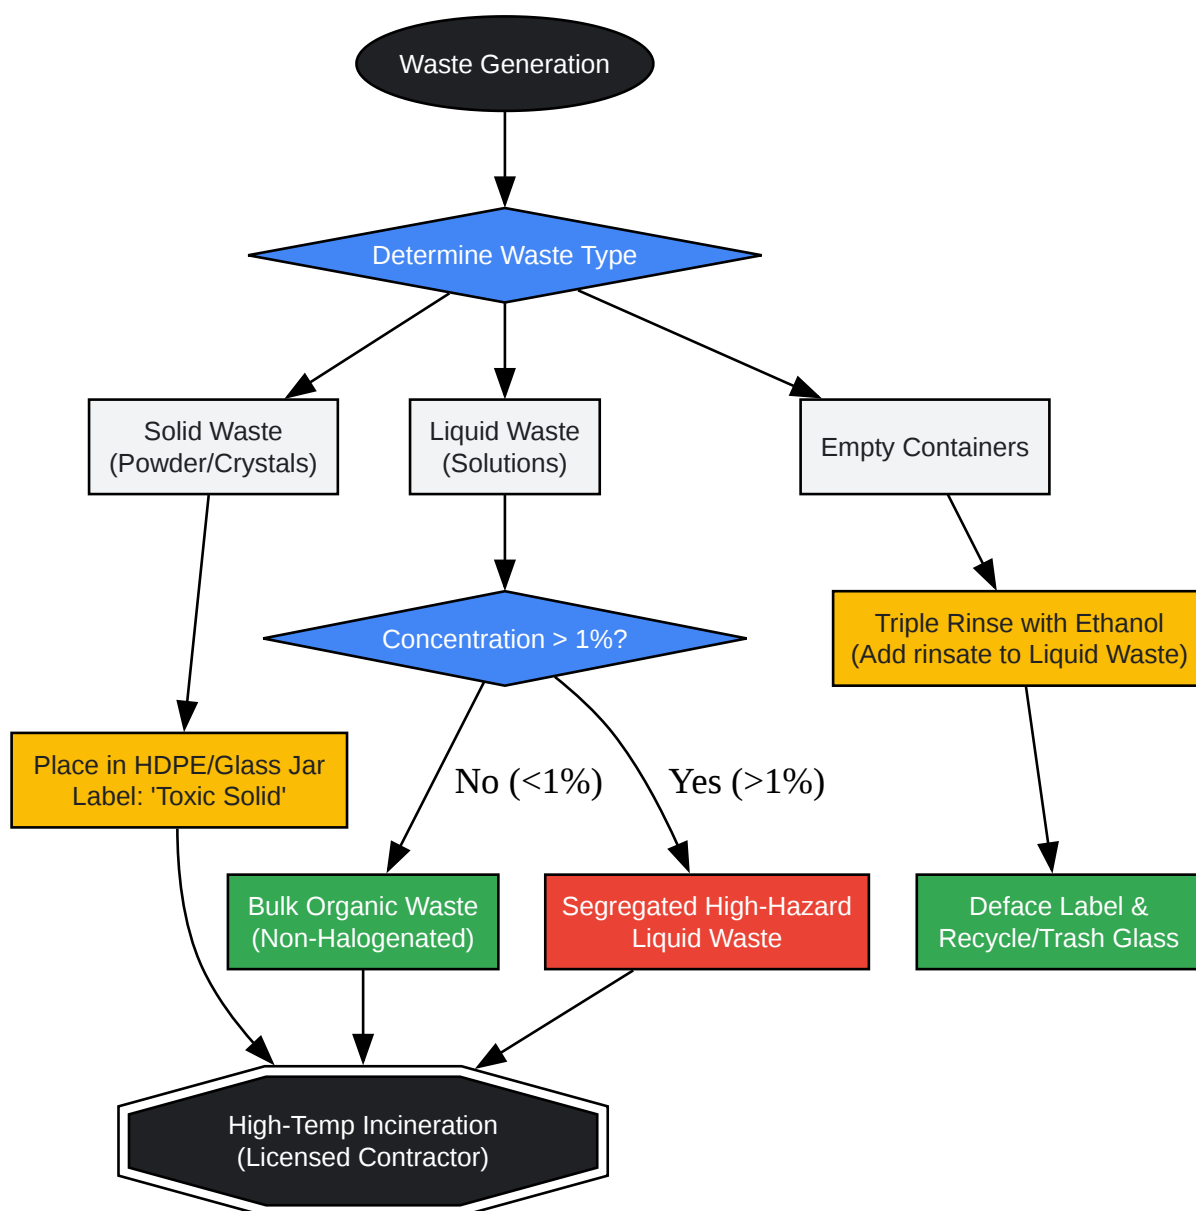 Waste Generation
Determine Waste Type
Solid Waste
(Powder/Crystals)
Liquid Waste
(Solutions)
Empty Containers
Concentration > 1%?
Triple Rinse with Ethanol
(Add rinsate to Liquid Waste)
Place in HDPE/Glass Jar
Label: 'Toxic Solid'
No (<1%)
Yes (>1%)
Bulk Organic Waste
(Non-Halogenated)
Segregated High-Hazard
Liquid Waste
Deface Label &
Recycle/Trash Glass
High-Temp Incineration
(Licensed Contractor)